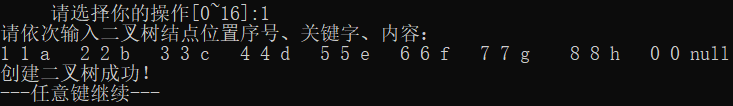 请选择你的操作[0~16]:1
请依次输入二叉树结点位置序号、关键字、内容：
1 1 a   2 2 b   3 3 c   4 4 d   5 5 e   6 6 f   7 7 g   8 8 h   0 0 null
创建二叉树成功！
---任意键继续---